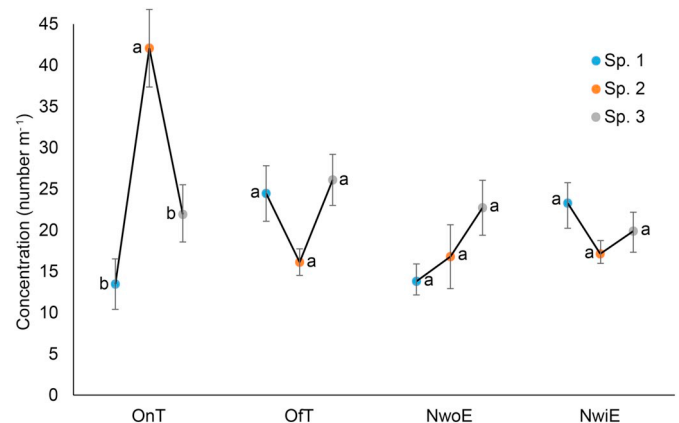 45
40
35
30
25
20
15
10
5
0
Concentration (number m⁻¹)
b
a
b
a
a
a
a
a
a
a
a
a
Sp. 1
Sp. 2
Sp. 3
OnT
OfT
NwoE
NwiE